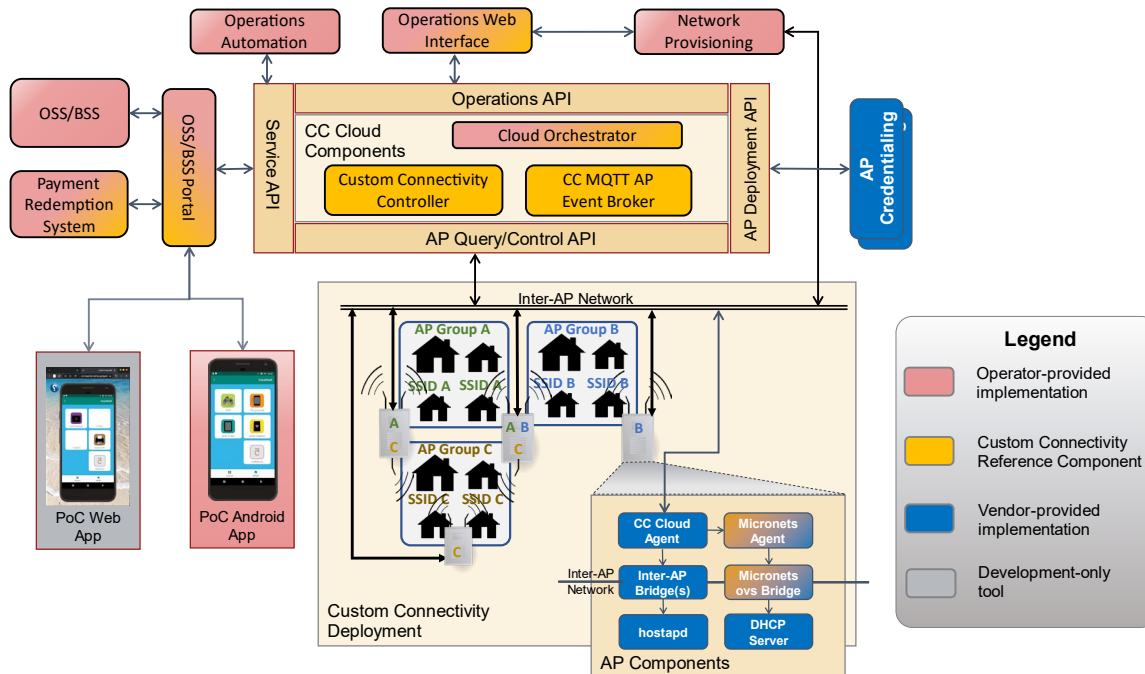 Operations
Automation
Operations Web
Interface
Network
Provisioning
OSS/BSS
Payment
Redemption
System
OSS/BSS Portal
Service API
Operations API
CC Cloud
Components
Cloud Orchestrator
Custom Connectivity
Controller
CC MQTT AP
Event Broker
AP Query/Control API
AP Deployment API
AP
Credentialing
Inter-AP Network
AP Group A
SSID A
SSID A
AP Group B
SSID B
SSID B
A
C
A B
C
B
AP Group C
SSID C
SSID C
C
PoC Web
App
PoC Android
App
CC Cloud
Agent
Micronets
Agent
Inter-AP
Network
Inter-AP
Bridge(s)
Micronets
ovs Bridge
hostapd
DHCP
Server
AP Components
Custom Connectivity
Deployment
Legend
Operator-provided
implementation
Custom Connectivity
Reference Component
Vendor-provided
implementation
Development-only
tool